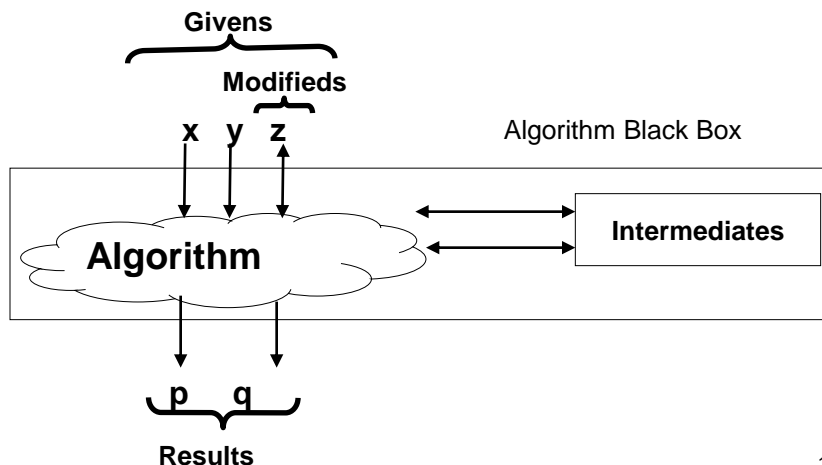 Givens
Modifieds
x y z
Algorithm Black Box
Algorithm
Intermediates
p q
Results